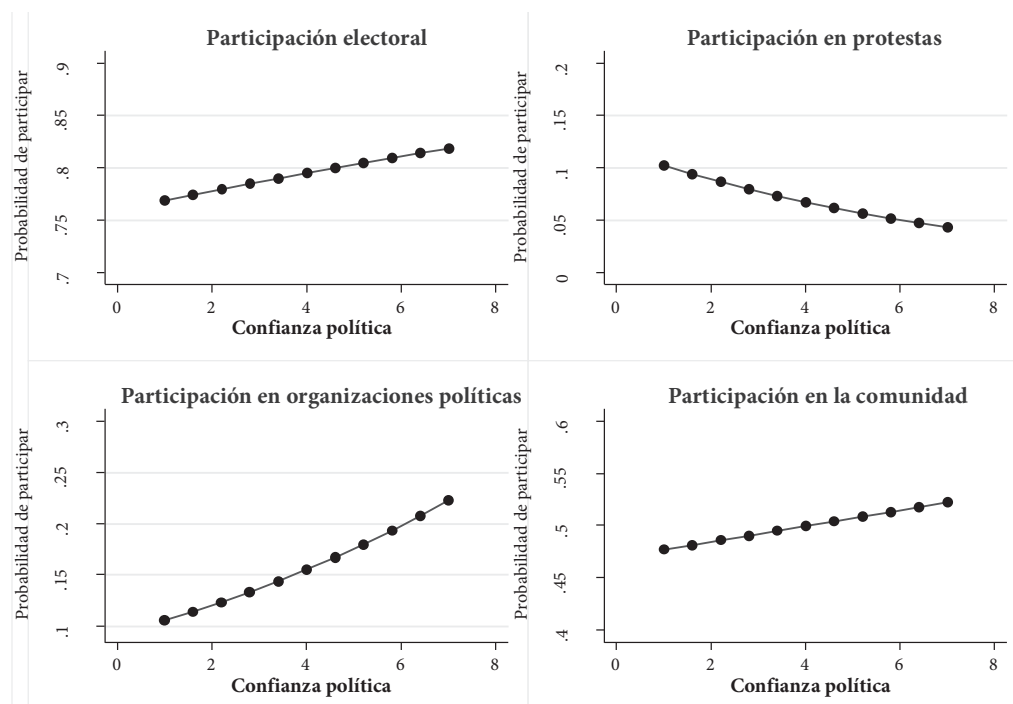 Participación electoral
Probabilidad de participar
.9
.85
.8
.75
.7
0 2 4 6 8
Confianza política
Participación en protestas
Probabilidad de participar
.2
.15
.1
.05
0
0 2 4 6 8
Confianza política
Participación en organizaciones políticas
Probabilidad de participar
.3
.25
.2
.15
.1
0 2 4 6 8
Confianza política
Participación en la comunidad
Probabilidad de participar
.6
.55
.5
.45
.4
0 2 4 6 8
Confianza política